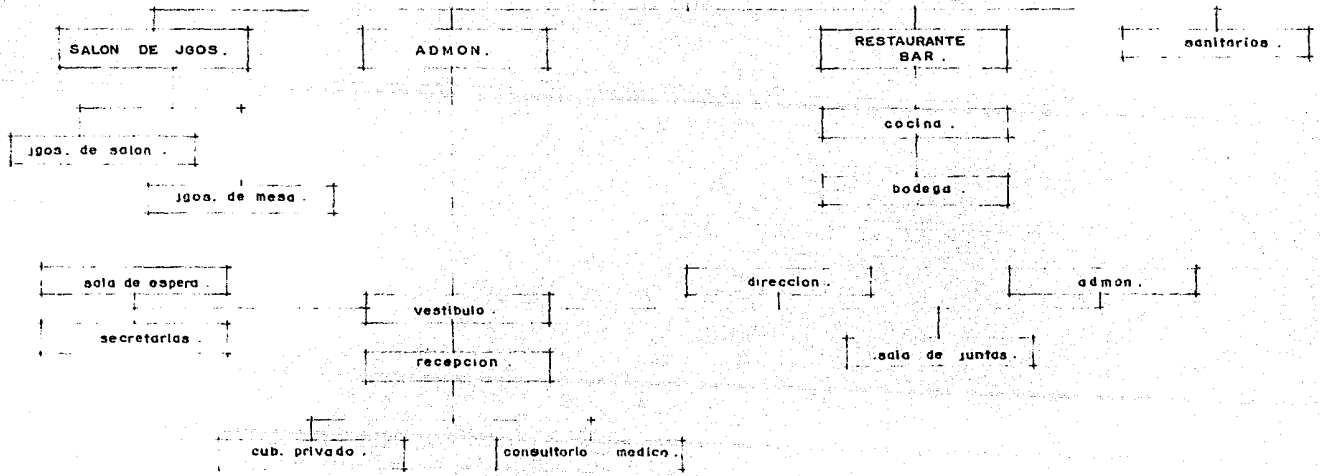 SALON DE JGOS.
ADMON.
RESTAURANTE
BAR.
sanitarios.
cocina.
jgos. de salon.
bodega.
jgos. de mesa.
sala de espera.
direccion.
admon.
vestibulo.
secretarias.
sala de juntas.
recepcion.
cub. privado.
consultorio medico.